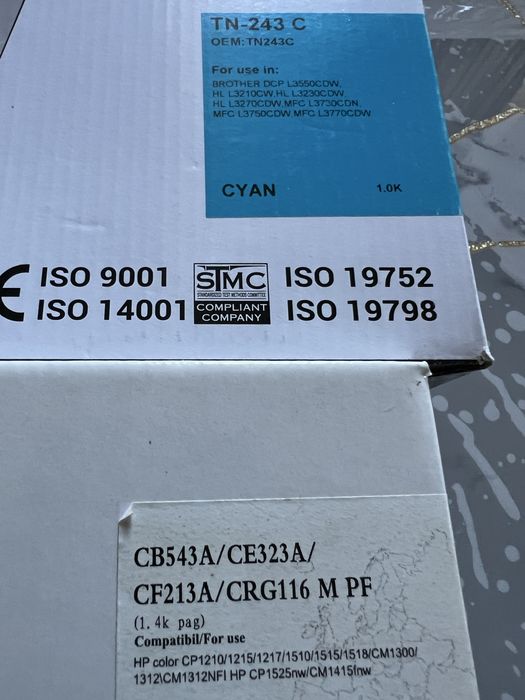 TN-243 C
OEM:TN243C
For use in:
BROTHER DCP L3550CDW,
HL L3210CW,HL L3230CDW,
HL L3270CDW,MFC L3730CDN,
MFC L3750CDW,MFC L3770CDW
CYAN 1.0K
CE ISO 9001 STMC ISO 19752
STANDARDIZED TEST METHODS COMMITTEE
ISO 14001 COMPLIANT ISO 19798
COMPANY
CB543A/CE323A/
CF213A/CRG116 M PF
(1.4k pag)
Compatibil/For use
HP color CP1210/1215/1217/1510/1515/1518/CM1300/
1312\CM1312NFI HP CP1525nw/CM1415fnw